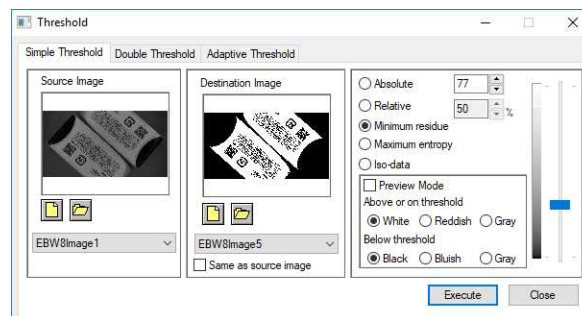 Threshold
Simple Threshold Double Threshold Adaptive Threshold
Source Image
EBW8Image1
Destination Image
EBW8Image5
Same as source image
Absolute 77
Relative 50 %
Minimum residue
Maximum entropy
Iso-data
Preview Mode
Above or on threshold
White Reddish Gray
Below threshold
Black Bluish Gray
Execute Close